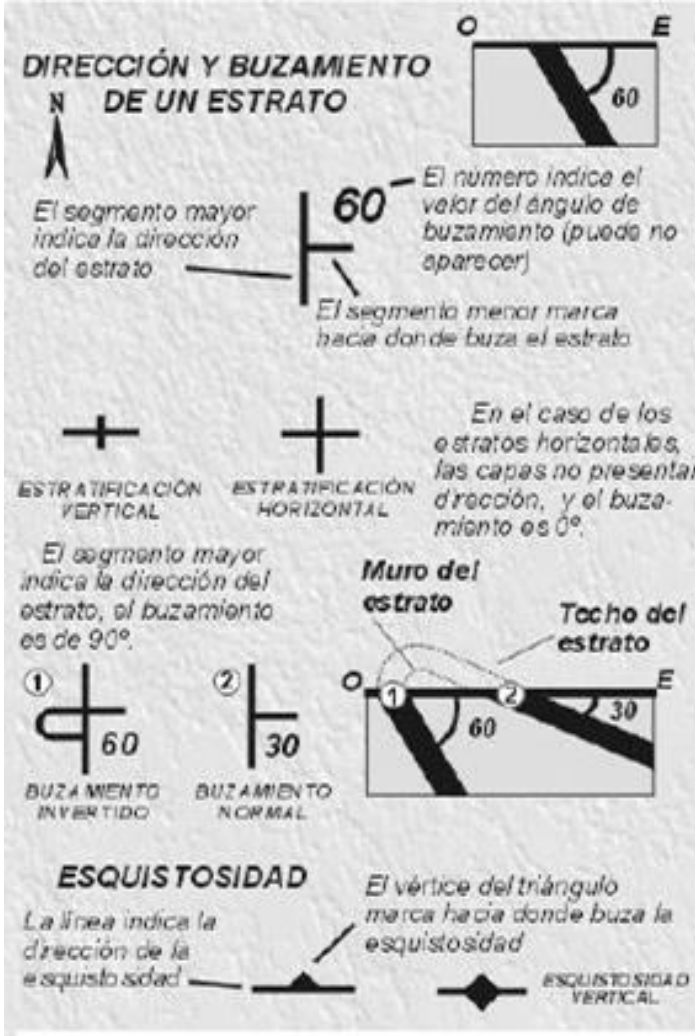 O E
DIRECCIÓN Y BUZAMIENTO
DE UN ESTRATO
N
60
El segmento mayor
indica la dirección
del estrato
60
El número indica el
valor del ángulo de
buzamiento (puede no
aparecer)
El segmento menor marca
hacia donde buza el estrato
ESTRATIFICACIÓN
VERTICAL
ESTRATIFICACIÓN
HORIZONTAL
En el caso de los
estratos horizontales,
las capas no presentan
dirección, y el buza-
miento es 0º.
El segmento mayor
indica la dirección del
estrato, el buzamiento
es de 90º.
Muro del
estrato
Techo del
estrato
1
60
BUZAMIENTO
INVERTIDO
2
30
BUZAMIENTO
NORMAL
O E
1 2
60 30
ESQUISTOSIDAD
La línea indica la
dirección de la
esquistosidad
El vértice del triángulo
marca hacia donde buza la
esquistosidad
ESQUISTOSIDAD
VERTICAL